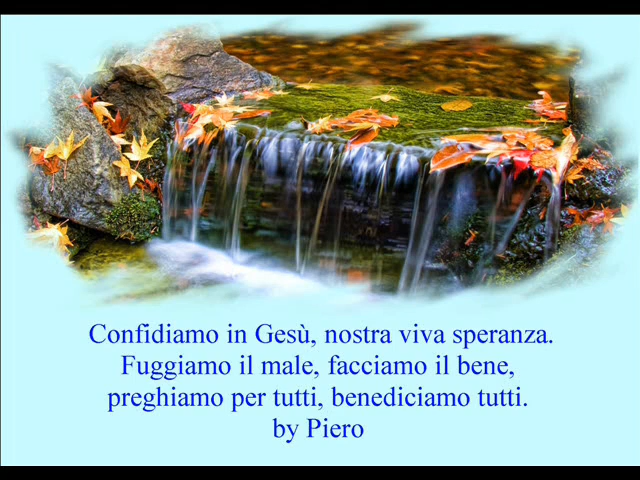 Confidiamo in Gesù, nostra viva speranza.
Fuggiamo il male, facciamo il bene,
preghiamo per tutti, benediciamo tutti.
by Piero